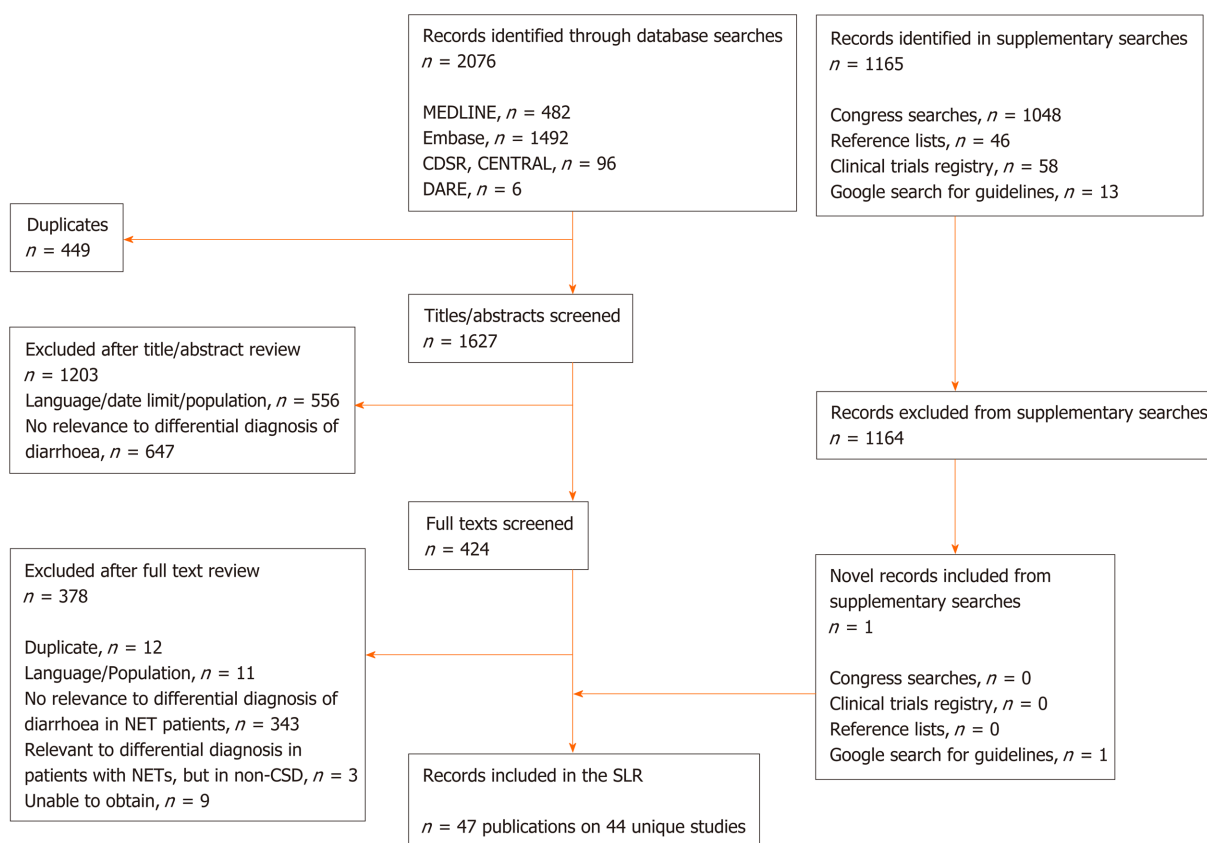 Records identified through database searches
n = 2076
MEDLINE, n = 482
Embase, n = 1492
CDSR, CENTRAL, n = 96
DARE, n = 6
Records identified in supplementary searches
n = 1165
Congress searches, n = 1048
Reference lists, n = 46
Clinical trials registry, n = 58
Google search for guidelines, n = 13
Duplicates
n = 449
Titles/abstracts screened
n = 1627
Excluded after title/abstract review
n = 1203
Language/date limit/population, n = 556
No relevance to differential diagnosis of
diarrhoea, n = 647
Records excluded from supplementary searches
n = 1164
Full texts screened
n = 424
Excluded after full text review
n = 378
Duplicate, n = 12
Language/Population, n = 11
No relevance to differential diagnosis of
diarrhoea in NET patients, n = 343
Relevant to differential diagnosis in
patients with NETs, but in non-CSD, n = 3
Unable to obtain, n = 9
Novel records included from
supplementary searches
n = 1
Congress searches, n = 0
Clinical trials registry, n = 0
Reference lists, n = 0
Google search for guidelines, n = 1
Records included in the SLR
n = 47 publications on 44 unique studies